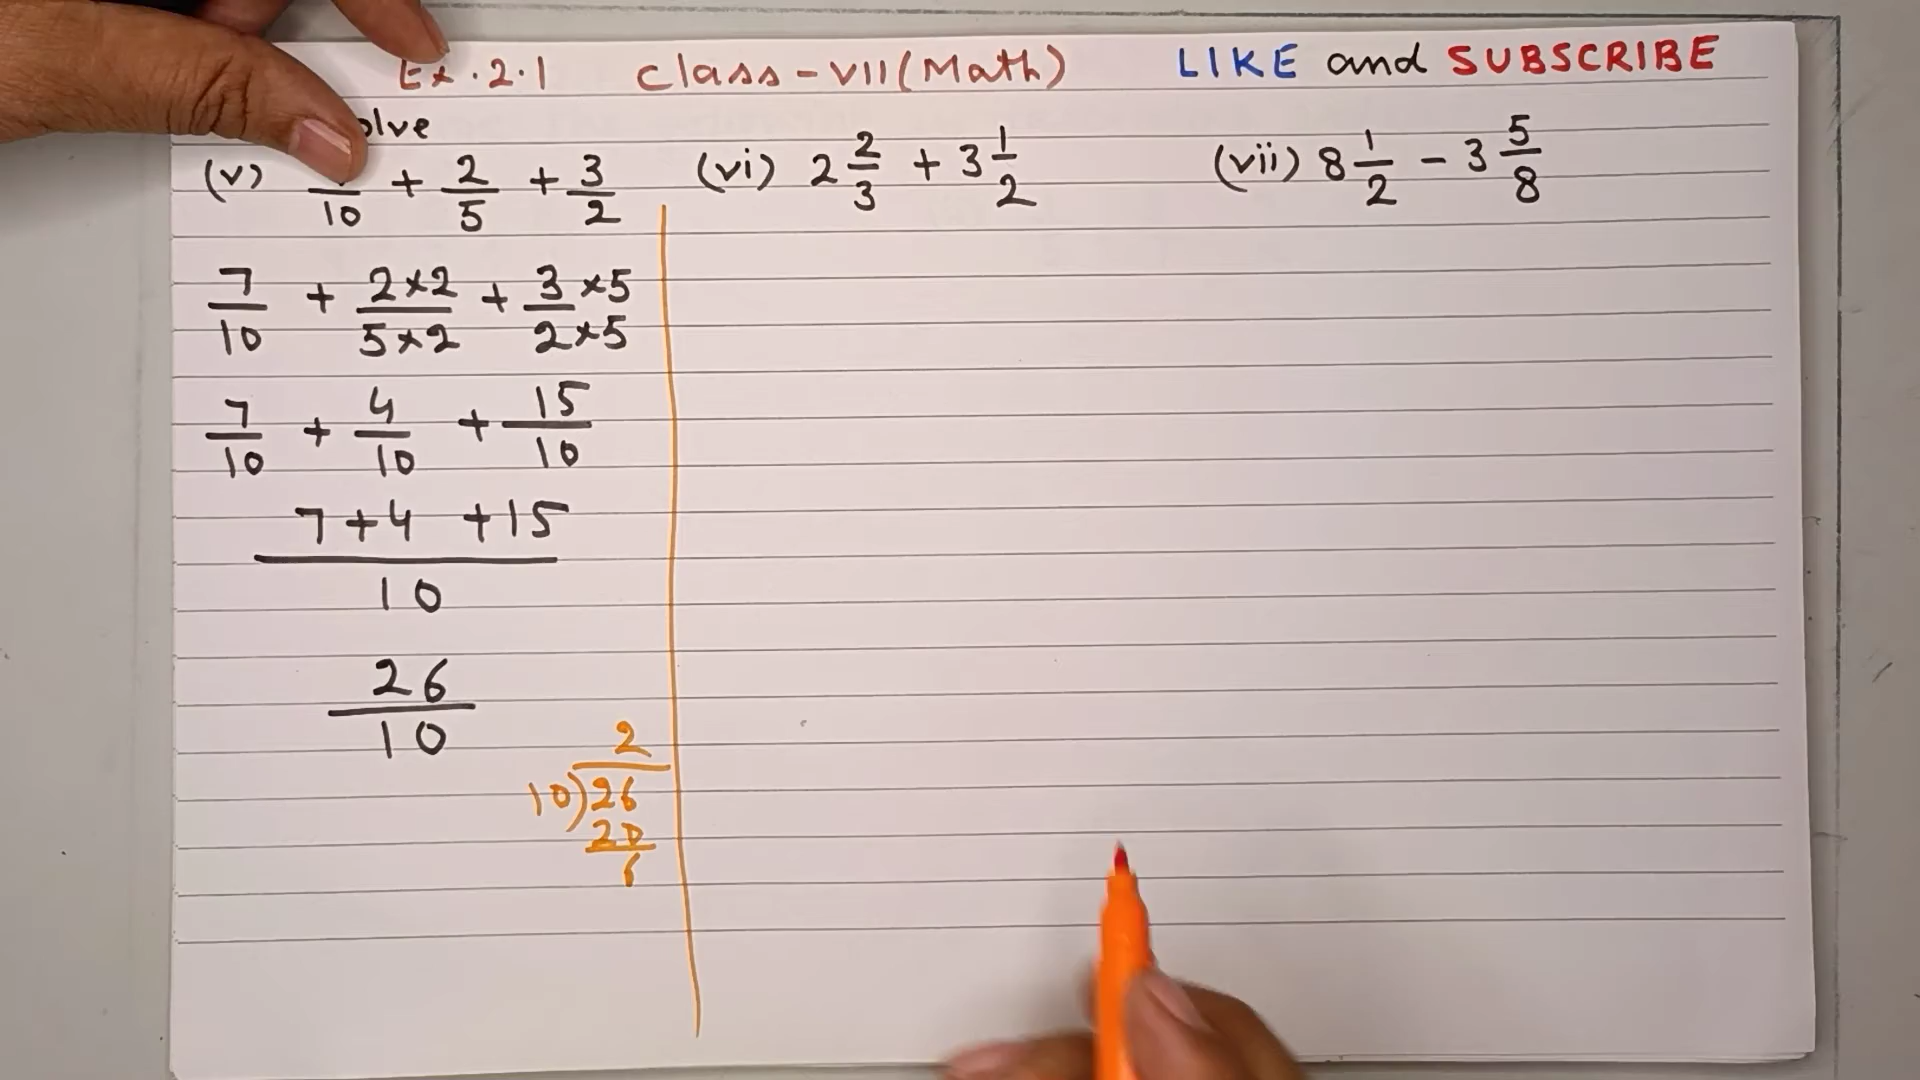 Ex.2.1 Class-VII(Math) LIKE and SUBSCRIBE
(v) /10 + 2/5 + 3/2 (vi) 2 2/3 + 3 1/2 (vii) 8 1/2 - 3 5/8
7/10 + 2×2/5×2 + 3×5/2×5
7/10 + 4/10 + 15/10
7+4+15
10
26
10
2
10)26
20
6